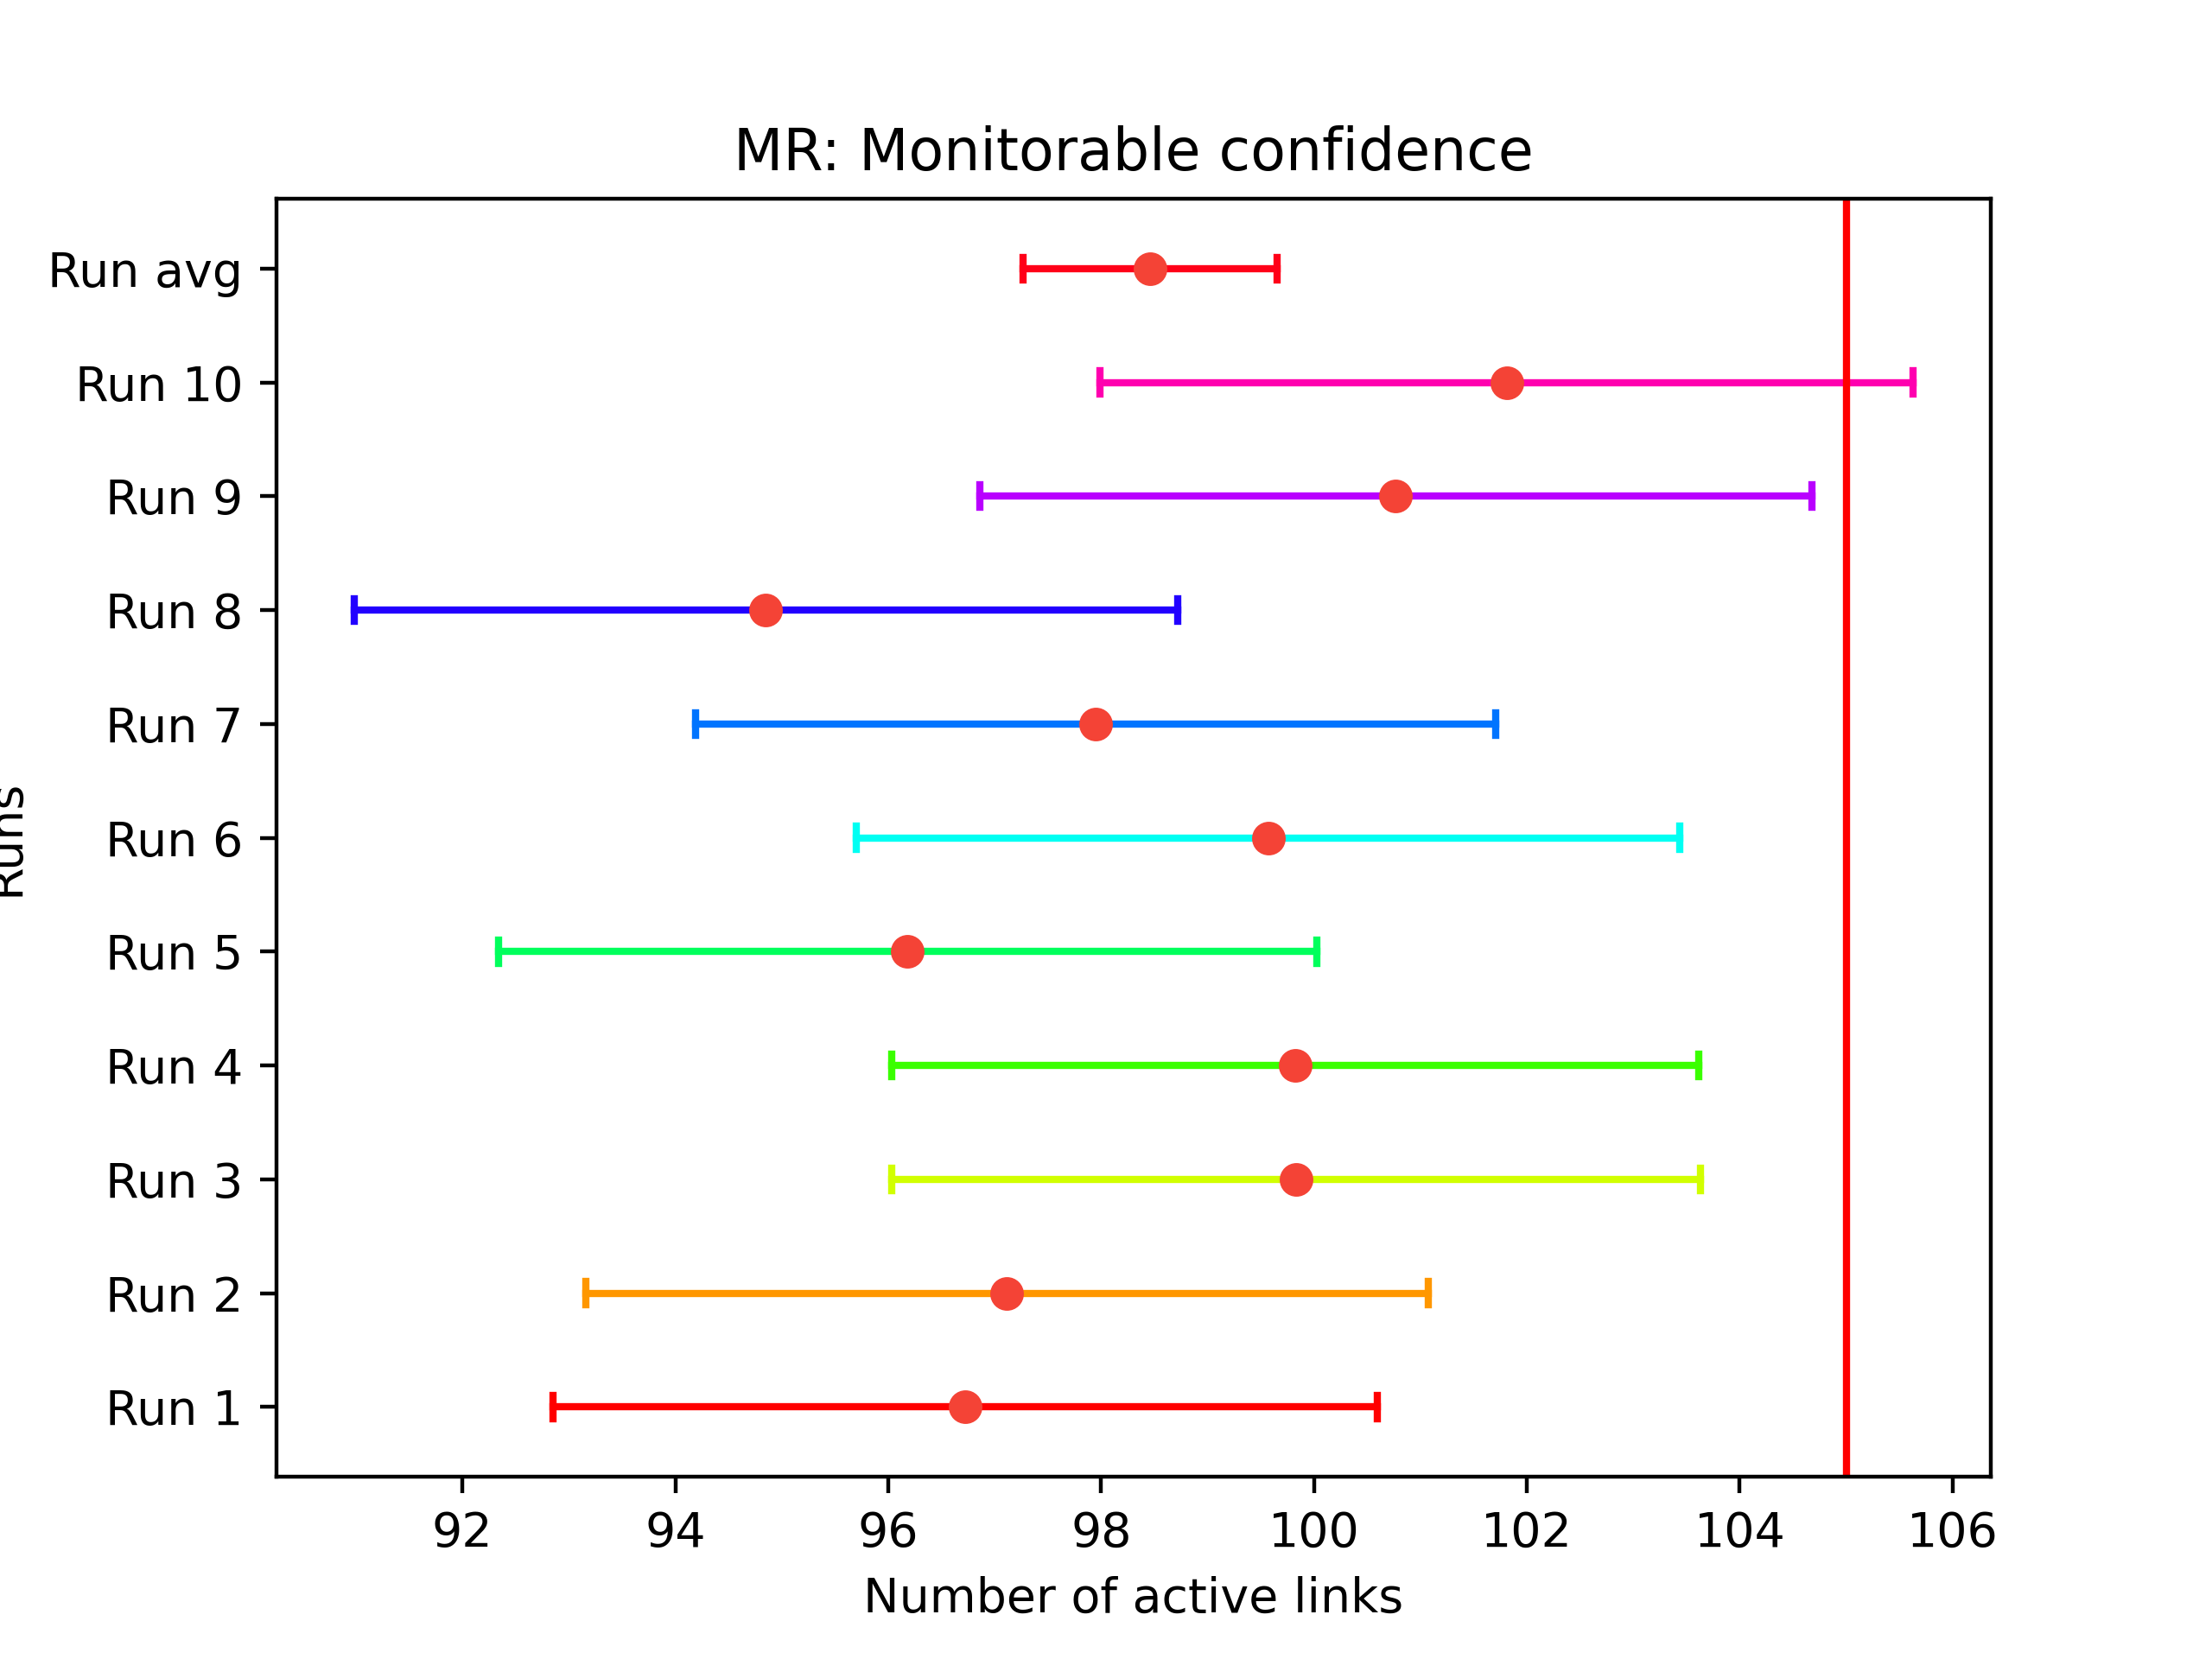 MR: Monitorable confidence
Run avg
Run 10
Run 9
Run 8
Run 7
Run 6
Run 5
Run 4
Run 3
Run 2
Run 1
Runs
92 94 96 98 100 102 104 106
Number of active links